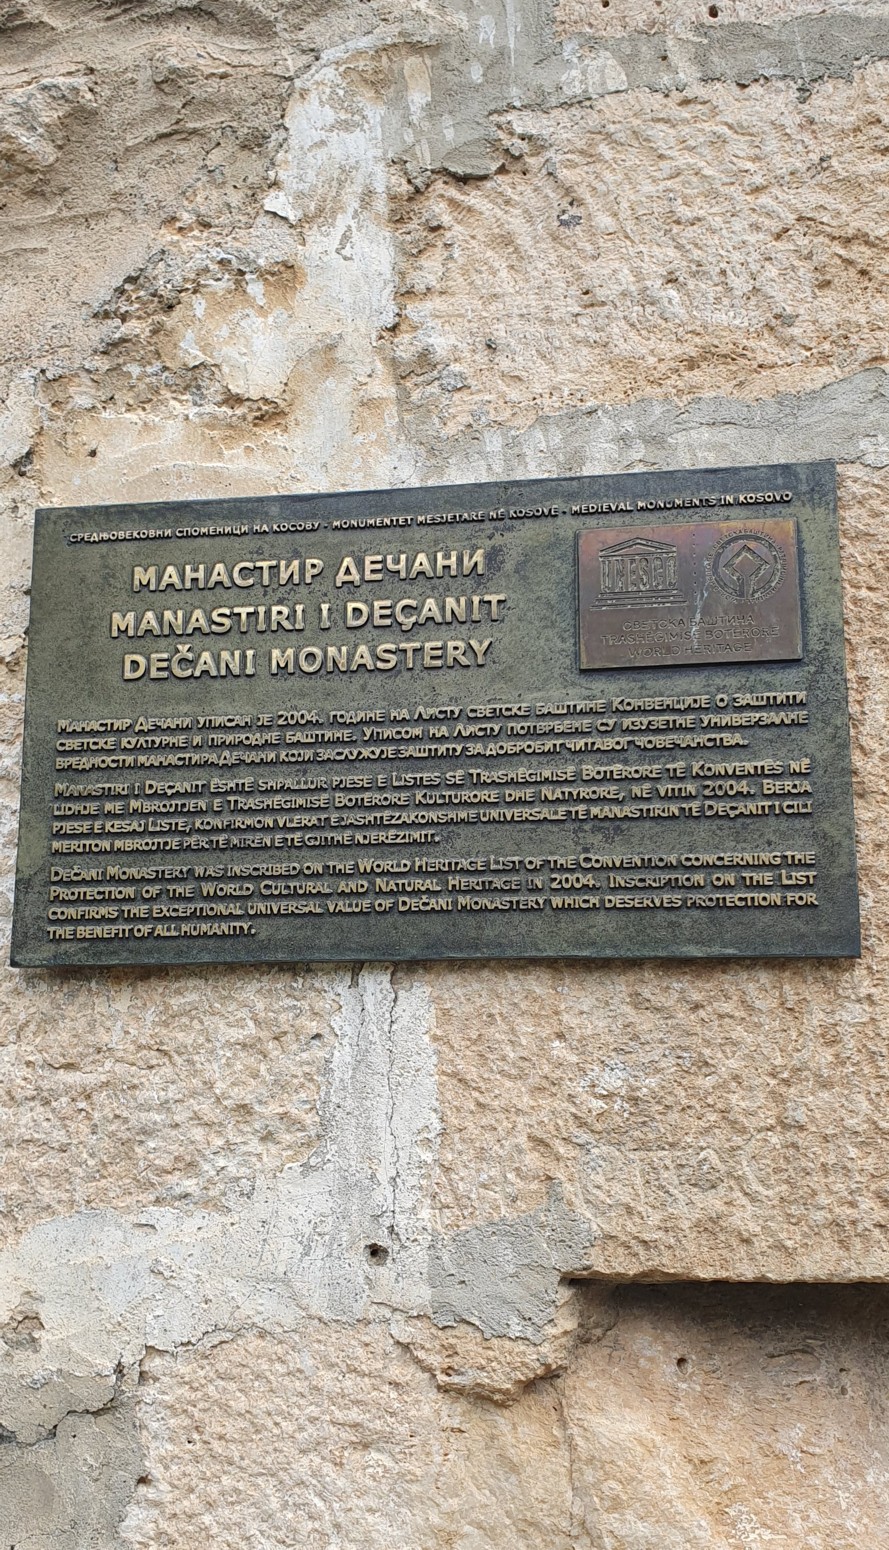 СРЕДЊОВЕКОВНИ СПОМЕНИЦИ НА КОСОВУ - MONUMENTET MESJETARE NË KOSOVË - MEDIEVAL MONUMENTS IN KOSOVO
МАНАСТИР ДЕЧАНИ
MANASTIRI I DEÇANIT
DEČANI MONASTERY
UNESCO
СВЕТСКА БАШТИНА
TRASHËGIMISË BOTËRORE
WORLD HERITAGE
МАНАСТИР ДЕЧАНИ УПИСАН ЈЕ 2004. ГОДИНЕ НА ЛИСТУ СВЕТСКЕ БАШТИНЕ КОНВЕНЦИЈЕ О ЗАШТИТИ
СВЕТСКЕ КУЛТУРНЕ И ПРИРОДНЕ БАШТИНЕ. УПИСОМ НА ЛИСТУ ПОТВРЂУЈУ СЕ ИЗУЗЕТНЕ УНИВЕРЗАЛНЕ
ВРЕДНОСТИ МАНАСТИРА ДЕЧАНИ КОЈИ ЗАСЛУЖУЈЕ ЗАШТИТУ ЗА ДОБРОБИТ ЧИТАВОГ ЧОВЕЧАНСТВА.
MANASTIRI I DEÇANIT ËSHTË SHPALLUR PJESË E LISTËS SË TRASHËGIMISË BOTËRORE TË KONVENTËS NË
LIDHJE ME MBROJTJEN E TRASHËGIMISË BOTËRORE KULTURORE DHE NATYRORE, NË VITIN 2004. BËRJA
PJESË E KËSAJ LISTE, KONFIRMON VLERAT E JASHTËZAKONSHME UNIVERSALE TË MANASTIRIT TË DEÇANIT I CILI
MERITON MBROJTJE PËR TË MIRËN E TË GJITHË NJERËZIMIT.
DEČANI MONASTERY WAS INSCRIBED ON THE WORLD HERITAGE LIST OF THE CONVENTION CONCERNING THE
PROTECTION OF THE WORLD CULTURAL AND NATURAL HERITAGE IN 2004. INSCRIPTION ON THE LIST
CONFIRMS THE EXCEPTIONAL UNIVERSAL VALUE OF DEČANI MONASTERY WHICH DESERVES PROTECTION FOR
THE BENEFIT OF ALL HUMANITY.